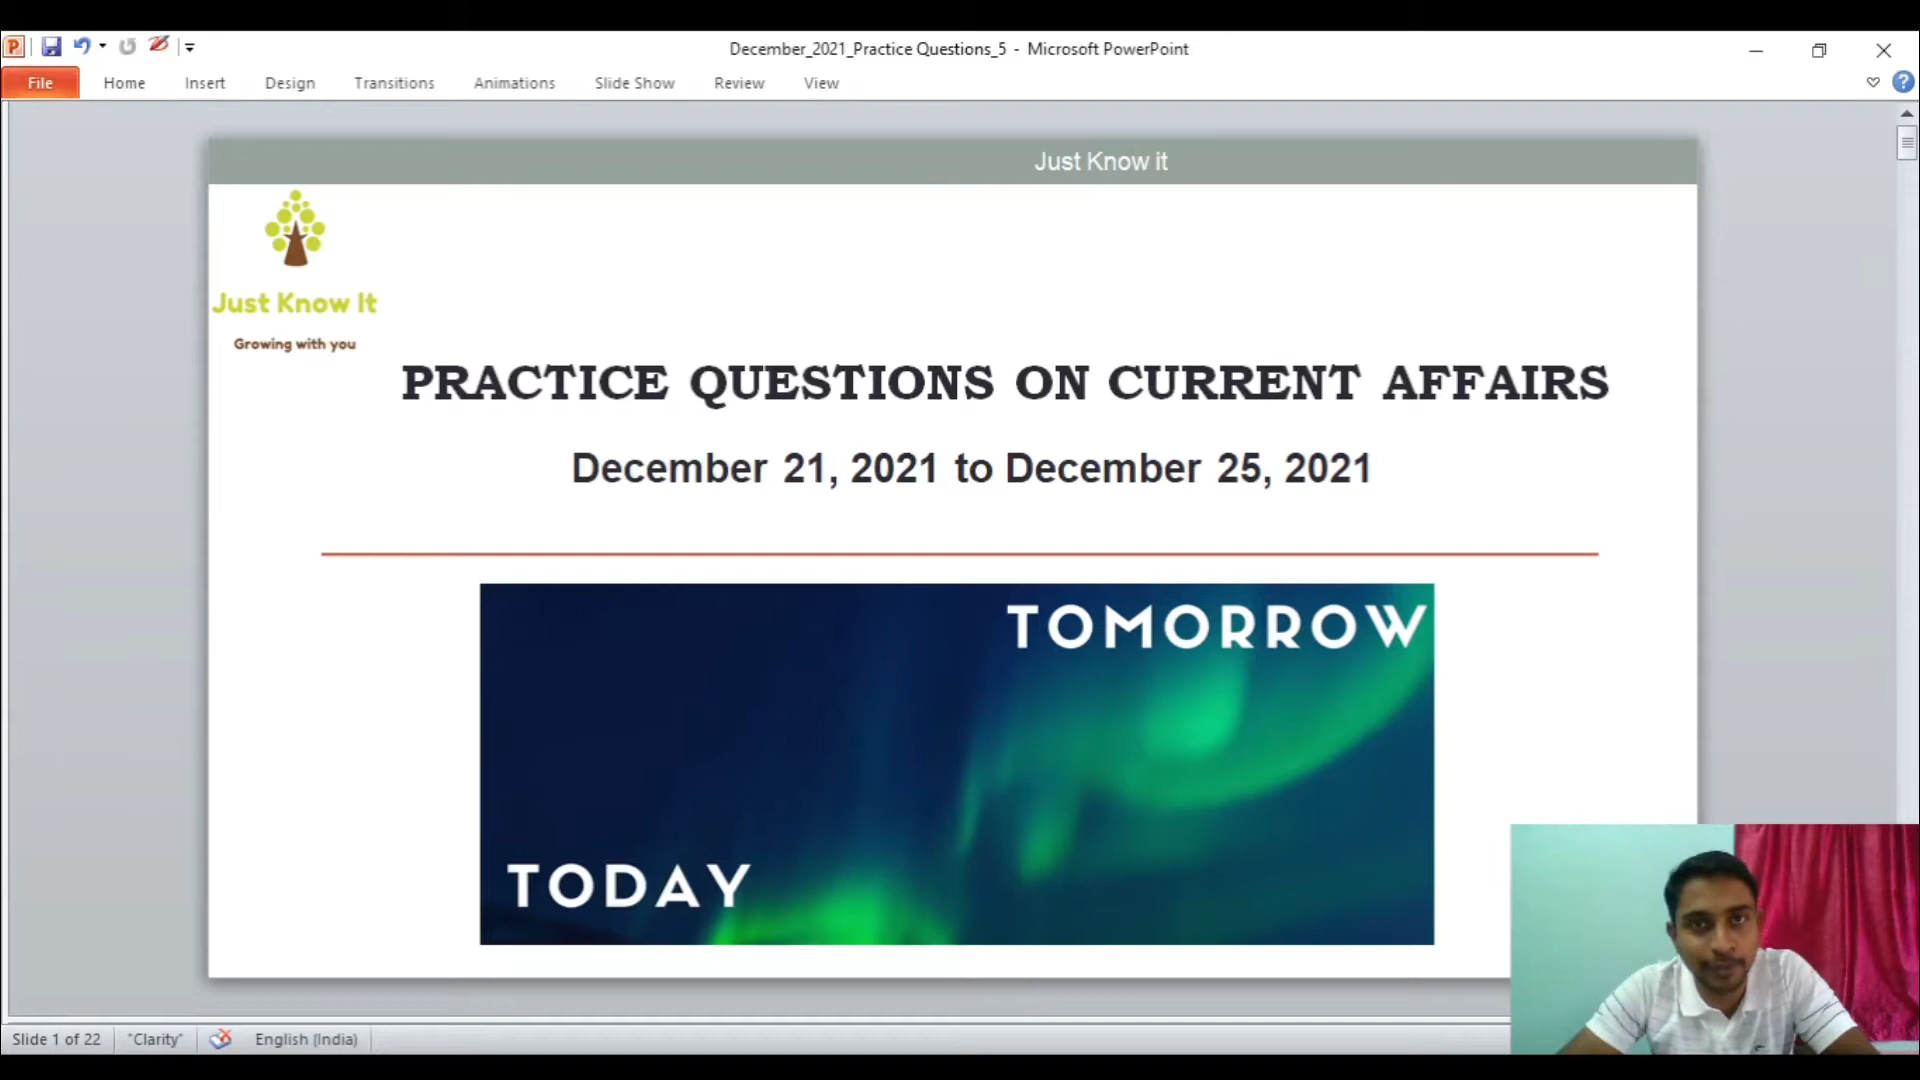 December_2021_Practice Questions_5 - Microsoft PowerPoint
File Home Insert Design Transitions Animations Slide Show Review View
Just Know it
Just Know It
Growing with you
PRACTICE QUESTIONS ON CURRENT AFFAIRS
December 21, 2021 to December 25, 2021
TOMORROW
TODAY
Slide 1 of 22 "Clarity" English (India)